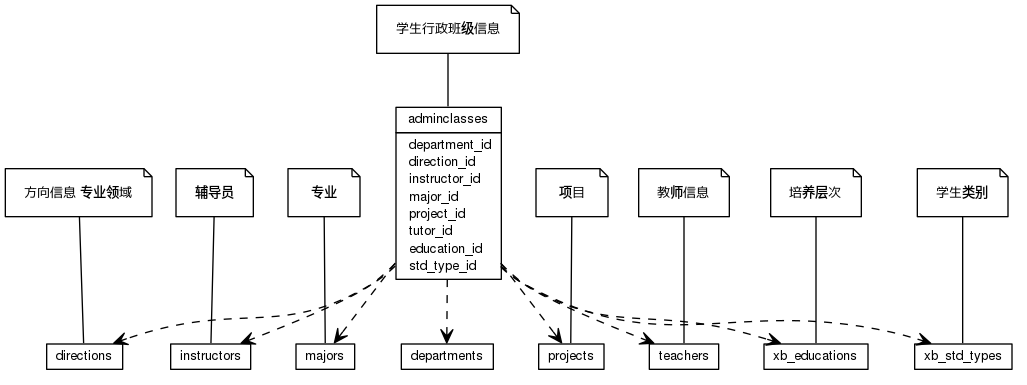 学生行政班级信息
adminclasses
department_id
direction_id
instructor_id
major_id
project_id
tutor_id
education_id
std_type_id
方向信息 专业领域
辅导员
专业
项目
教师信息
培养层次
学生类别
directions
instructors
majors
departments
projects
teachers
xb_educations
xb_std_types